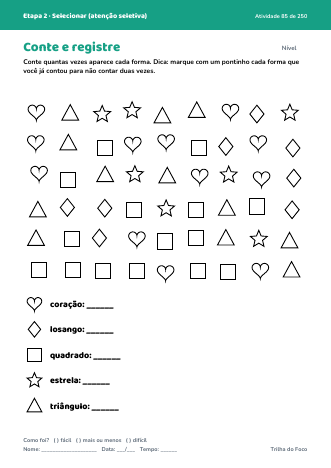 Etapa 2 · Selecionar (atenção seletiva)
Atividade 85 de 250
Conte e registre
Nível
Conte quantas vezes aparece cada forma. Dica: marque com um pontinho cada forma que
você já contou para não contar duas vezes.
coração: ______
losango: ______
quadrado: ______
estrela: ______
triângulo: ______
Como foi? ( ) fácil ( ) mais ou menos ( ) difícil
Nome: ____________________ Data: ___/___ Tempo: ______
Trilha do Foco